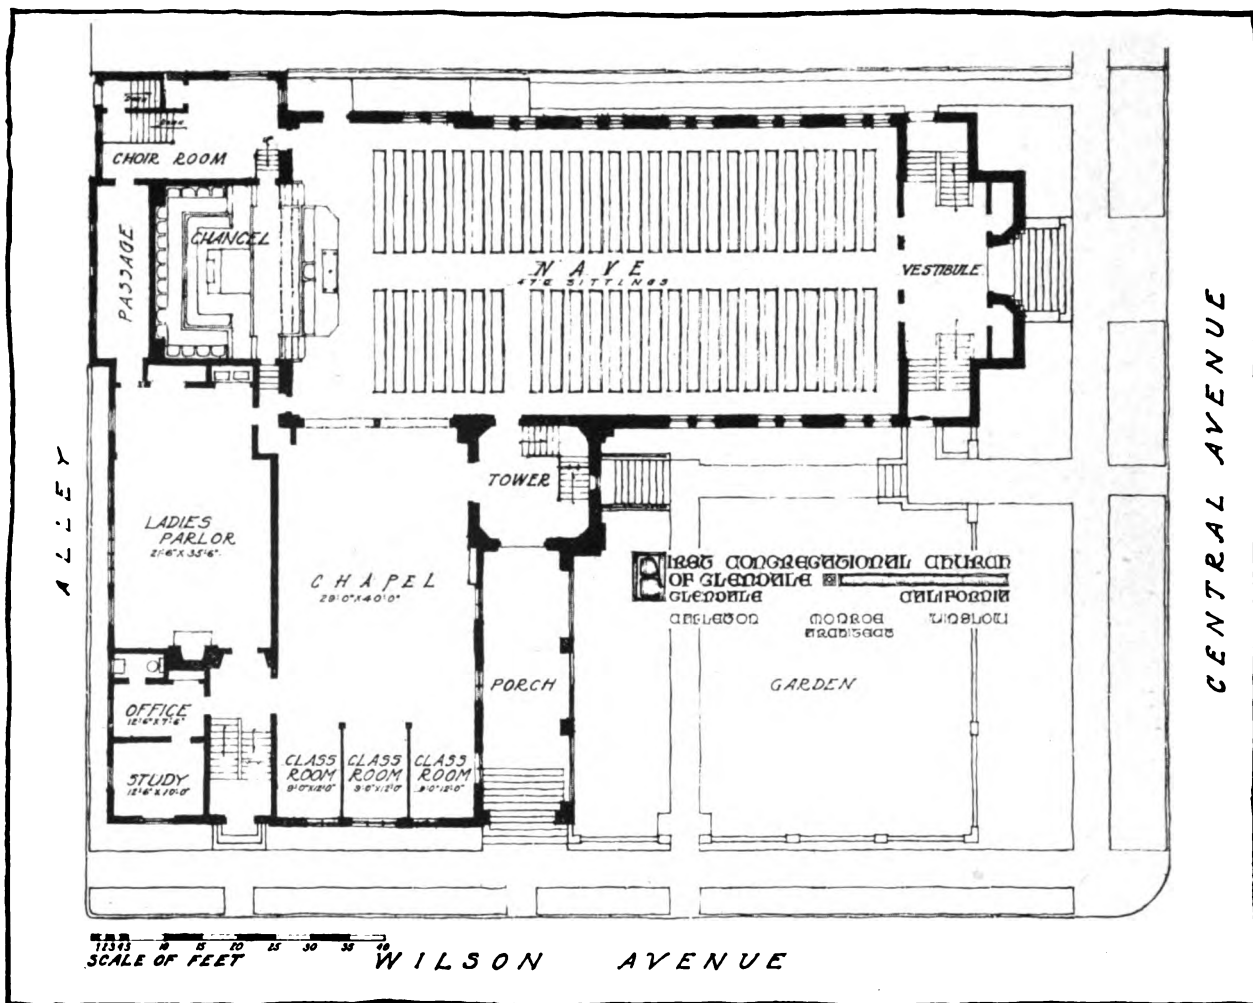 CHOIR ROOM
PASSAGE
CHANCEL
NAVE
476 SITTINGS
VESTIBULE
ALLEY
CENTRAL AVENUE
TOWER
LADIES
PARLOR
21'-6" X 35'-6"
CHAPEL
29'-0" X 40'-0"
FIRST CONGREGATIONAL CHURCH
OF GLENDALE
GLENDALE CALIFORNIA
CARLETON MONROE WINSLOW
ARCHITECT
PORCH
GARDEN
OFFICE
12'-6" X 7'-6"
STUDY
12'-6" X 10'-0"
CLASS
ROOM
9'-0" X 12'-0"
CLASS
ROOM
9'-0" X 12'-0"
CLASS
ROOM
9'-0" 12'-0"
1 2 3 4 5 10 15 20 25 30 35 40
SCALE OF FEET
WILSON AVENUE